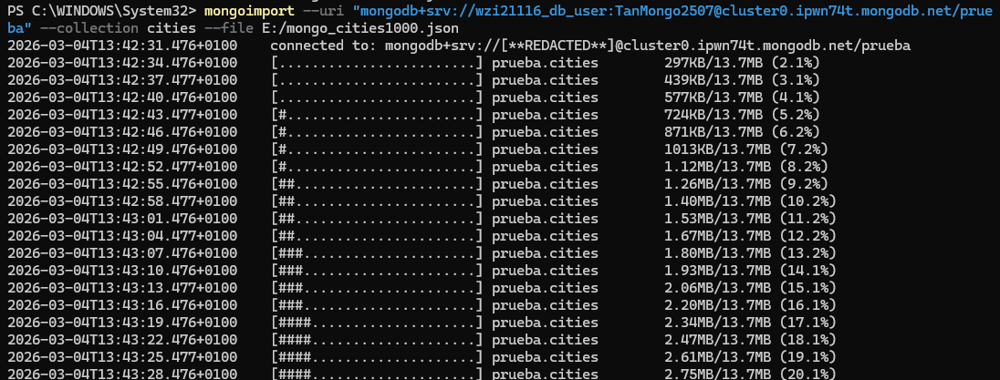 PS C:\WINDOWS\System32> mongoimport --uri "mongodb+srv://wzi21116_db_user:TanMongo2507@cluster0.ipwn74t.mongodb.net/prue
ba" --collection cities --file E:/mongo_cities1000.json
2026-03-04T13:42:31.476+0100    connected to: mongodb+srv://[**REDACTED**]@cluster0.ipwn74t.mongodb.net/prueba
2026-03-04T13:42:34.476+0100    [........................] prueba.cities        297KB/13.7MB (2.1%)
2026-03-04T13:42:37.477+0100    [........................] prueba.cities        439KB/13.7MB (3.1%)
2026-03-04T13:42:40.476+0100    [........................] prueba.cities        577KB/13.7MB (4.1%)
2026-03-04T13:42:43.477+0100    [#.......................] prueba.cities        724KB/13.7MB (5.2%)
2026-03-04T13:42:46.476+0100    [#.......................] prueba.cities        871KB/13.7MB (6.2%)
2026-03-04T13:42:49.476+0100    [#.......................] prueba.cities        1013KB/13.7MB (7.2%)
2026-03-04T13:42:52.477+0100    [#.......................] prueba.cities        1.12MB/13.7MB (8.2%)
2026-03-04T13:42:55.476+0100    [##......................] prueba.cities        1.26MB/13.7MB (9.2%)
2026-03-04T13:42:58.477+0100    [##......................] prueba.cities        1.40MB/13.7MB (10.2%)
2026-03-04T13:43:01.476+0100    [##......................] prueba.cities        1.53MB/13.7MB (11.2%)
2026-03-04T13:43:04.477+0100    [##......................] prueba.cities        1.67MB/13.7MB (12.2%)
2026-03-04T13:43:07.476+0100    [###.....................] prueba.cities        1.80MB/13.7MB (13.2%)
2026-03-04T13:43:10.476+0100    [###.....................] prueba.cities        1.93MB/13.7MB (14.1%)
2026-03-04T13:43:13.477+0100    [###.....................] prueba.cities        2.06MB/13.7MB (15.1%)
2026-03-04T13:43:16.476+0100    [###.....................] prueba.cities        2.20MB/13.7MB (16.1%)
2026-03-04T13:43:19.476+0100    [####....................] prueba.cities        2.34MB/13.7MB (17.1%)
2026-03-04T13:43:22.476+0100    [####....................] prueba.cities        2.47MB/13.7MB (18.1%)
2026-03-04T13:43:25.477+0100    [####....................] prueba.cities        2.61MB/13.7MB (19.1%)
2026-03-04T13:43:28.476+0100    [####....................] prueba.cities        2.75MB/13.7MB (20.1%)